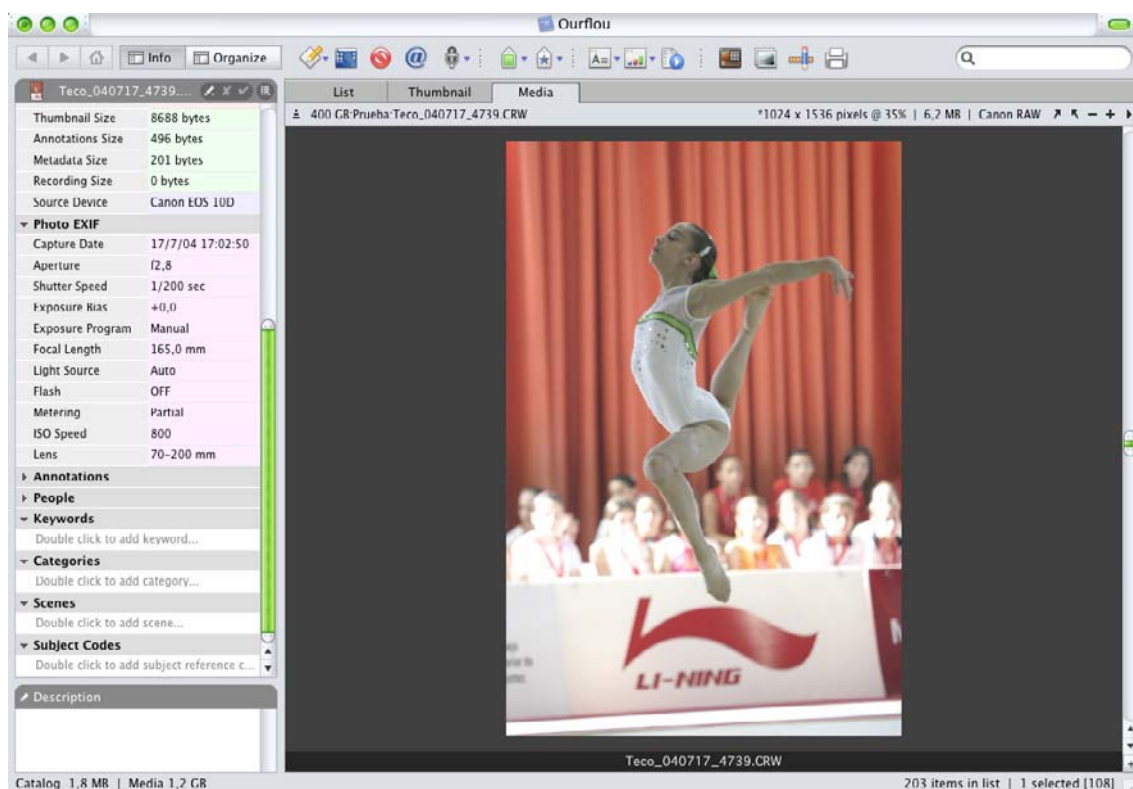 Ourflou
Info
Organize
List
Thumbnail
Media
Teco_040717_4739....
400 GB:Prueba:Teco_040717_4739.CRW
*1024 x 1536 pixels @ 35% | 6,2 MB | Canon RAW
Thumbnail Size 8688 bytes
Annotations Size 496 bytes
Metadata Size 201 bytes
Recording Size 0 bytes
Source Device Canon EOS 10D
Photo EXIF
Capture Date 17/7/04 17:02:50
Aperture f2,8
Shutter Speed 1/200 sec
Exposure Bias +0,0
Exposure Program Manual
Focal Length 165,0 mm
Light Source Auto
Flash OFF
Metering Partial
ISO Speed 800
Lens 70-200 mm
Annotations
People
Keywords
Double click to add keyword...
Categories
Double click to add category...
Scenes
Double click to add scene...
Subject Codes
Double click to add subject reference c...
Description
LI-NING
Teco_040717_4739.CRW
Catalog 1,8 MB | Media 1,2 GB
203 items in list | 1 selected [108]